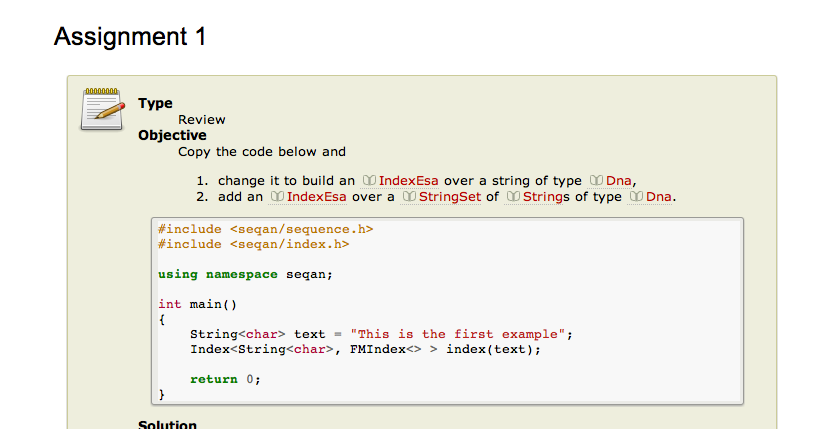 Assignment 1
Type
Review
Objective
Copy the code below and
1. change it to build an IndexEsa over a string of type Dna,
2. add an IndexEsa over a StringSet of Strings of type Dna.
#include <seqan/sequence.h>
#include <seqan/index.h>
using namespace seqan;
int main()
{
String<char> text = "This is the first example";
Index<String<char>, FMIndex<> > index(text);
return 0;
}
Solution